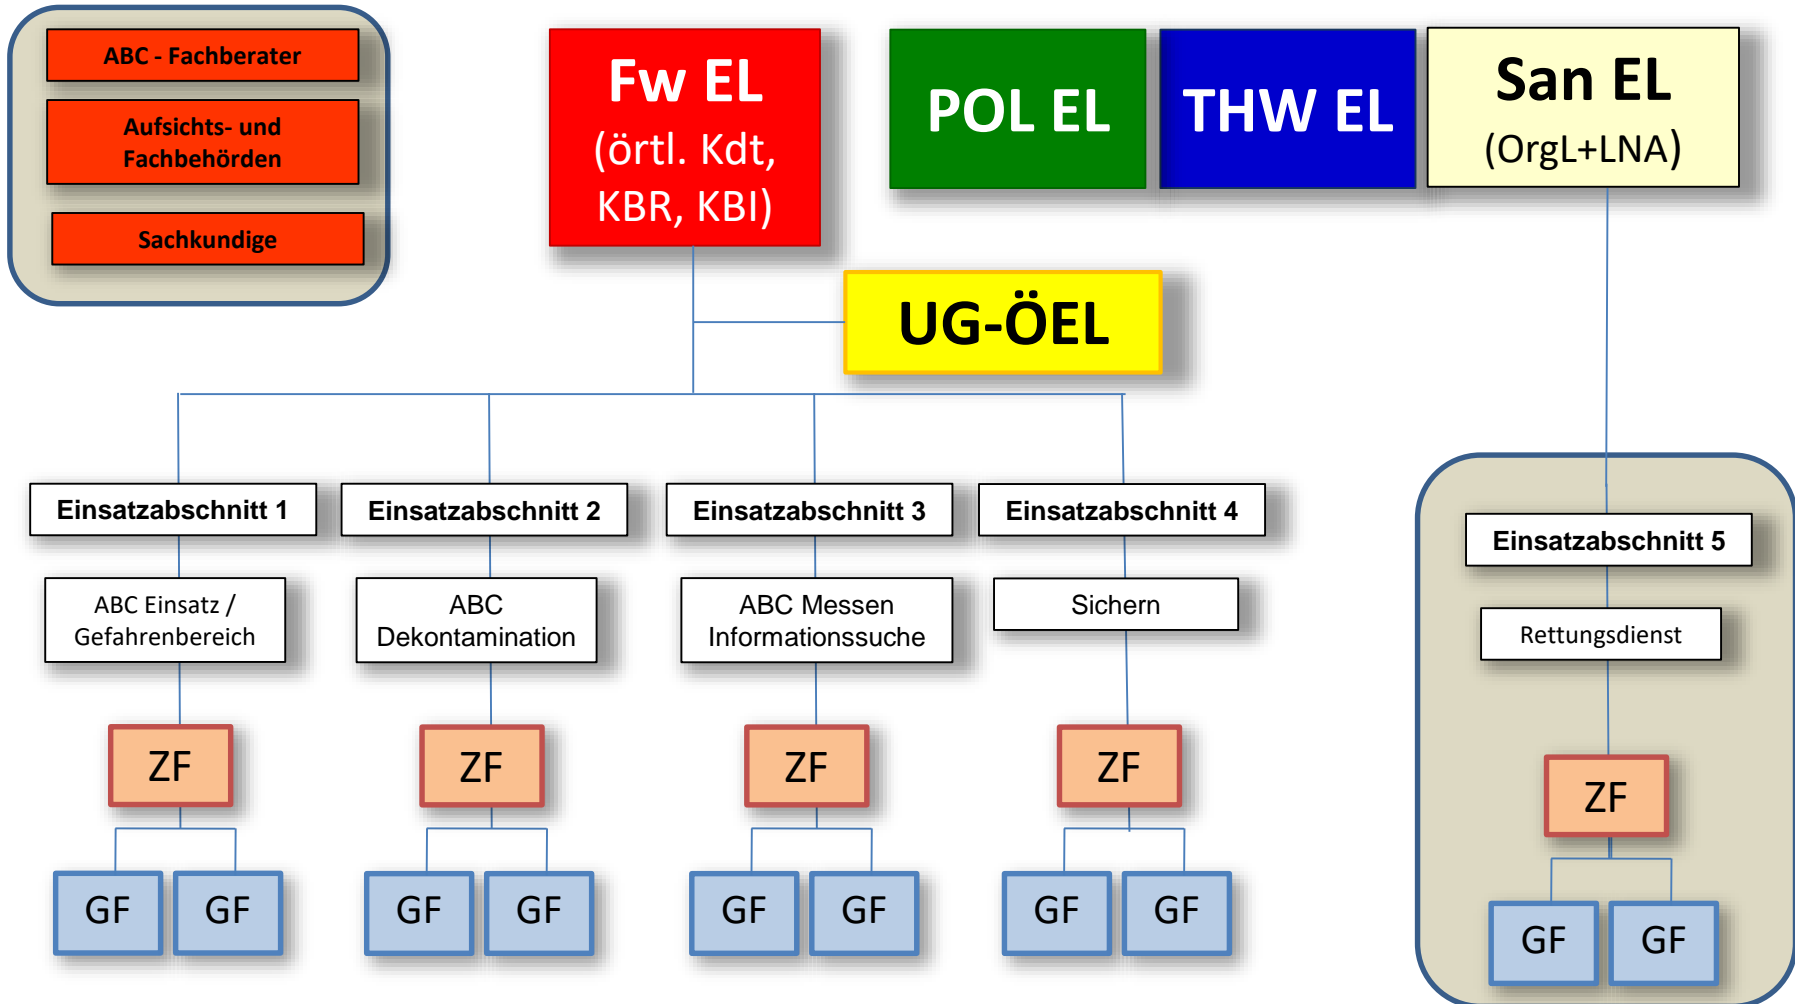 ABC - Fachberater
Aufsichts- und
Fachbehörden
Sachkundige
Fw EL
(örtl. Kdt,
KBR, KBI)
POL EL
THW EL
San EL
(OrgL+LNA)
UG-ÖEL
Einsatzabschnitt 1
Einsatzabschnitt 2
Einsatzabschnitt 3
Einsatzabschnitt 4
Einsatzabschnitt 5
ABC Einsatz /
Gefahrenbereich
ABC
Dekontamination
ABC Messen
Informationssuche
Sichern
Rettungsdienst
ZF
ZF
ZF
ZF
ZF
GF
GF
GF
GF
GF
GF
GF
GF
GF
GF